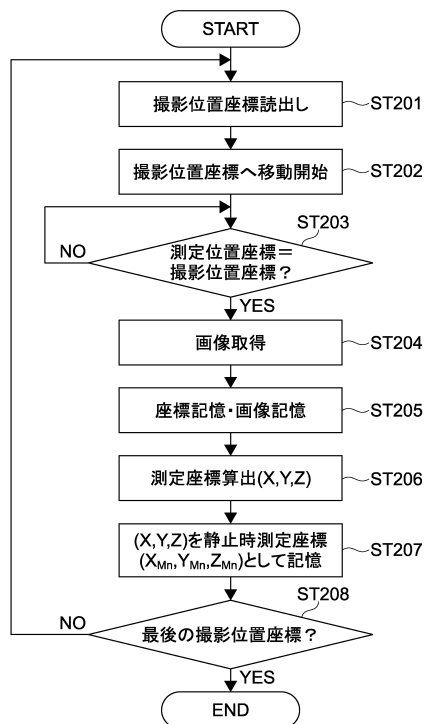 START
撮影位置座標読出し
ST201
撮影位置座標へ移動開始
ST202
ST203
NO
測定位置座標＝
撮影位置座標？
YES
画像取得
ST204
座標記憶・画像記憶
ST205
測定座標算出(X,Y,Z)
ST206
(X,Y,Z)を静止時測定座標
(XMn,YMn,ZMn)として記憶
ST207
ST208
NO
最後の撮影位置座標？
YES
END